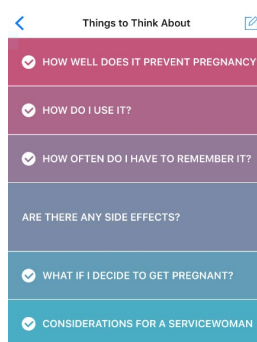 Things to Think About
HOW WELL DOES IT PREVENT PREGNANCY
HOW DO I USE IT?
HOW OFTEN DO I HAVE TO REMEMBER IT?
ARE THERE ANY SIDE EFFECTS?
WHAT IF I DECIDE TO GET PREGNANT?
CONSIDERATIONS FOR A SERVICEWOMAN